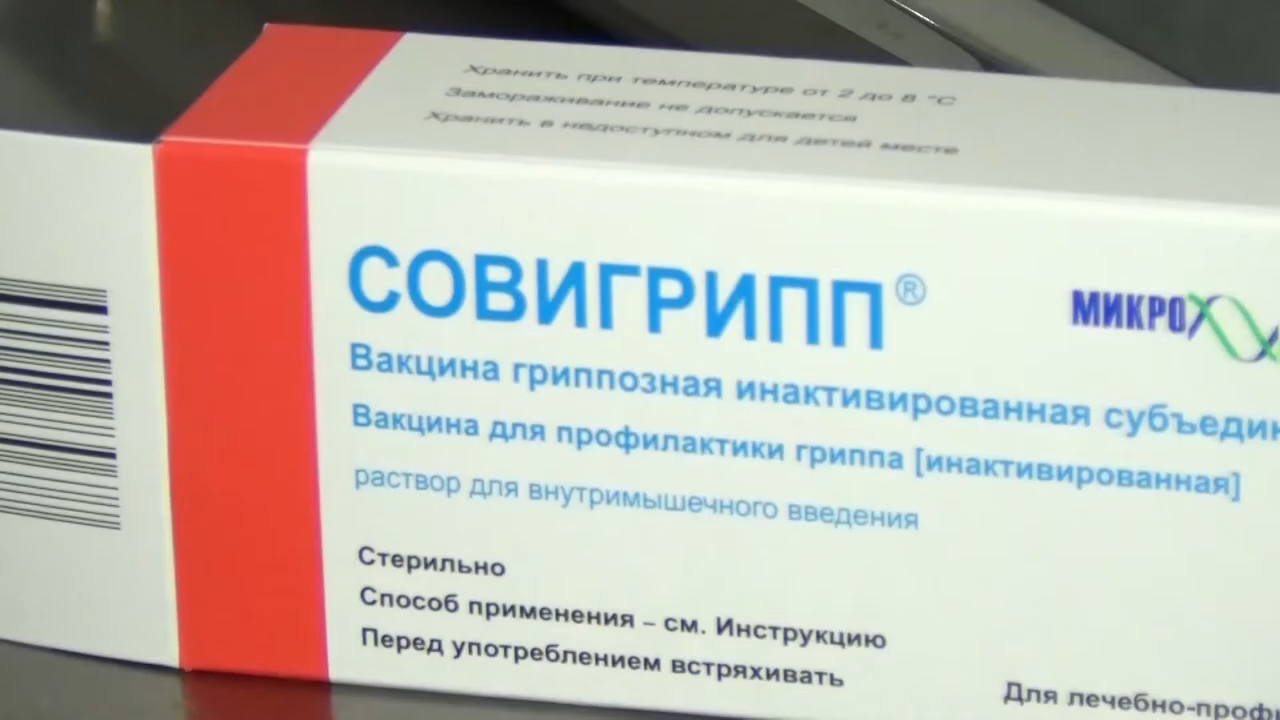 Хранить при температуре от 2 до 8 °С
Замораживание не допускается
Хранить в недоступном для детей месте
СОВИГРИПП®
МИКРО
Вакцина гриппозная инактивированная субъедин
Вакцина для профилактики гриппа [инактивированная]
раствор для внутримышечного введения
Стерильно
Способ применения – см. Инструкцию
Перед употреблением встряхивать
Для лечебно-профи